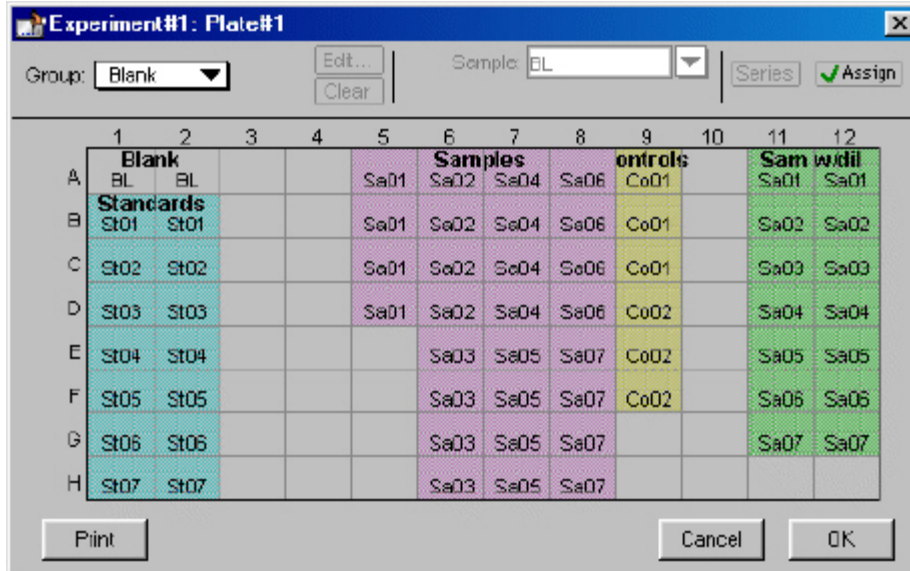 Experiment#1: Plate#1
Group: Blank Edit... Sample: BL Series Assign
Clear
1 2 3 4 5 6 7 8 9 10 11 12
Blank Samples ontrols Sam w/dil
A BL BL Sa01 Sa02 Sa04 Sa06 Co01 Sa01 Sa01
Standards
B St01 St01 Sa01 Sa02 Sa04 Sa06 Co01 Sa02 Sa02
C St02 St02 Sa01 Sa02 Sa04 Sa06 Co01 Sa03 Sa03
D St03 St03 Sa01 Sa02 Sa04 Sa06 Co02 Sa04 Sa04
E St04 St04 Sa03 Sa05 Sa07 Co02 Sa05 Sa05
F St05 St05 Sa03 Sa05 Sa07 Co02 Sa06 Sa06
G St06 St06 Sa03 Sa05 Sa07 Sa07 Sa07
H St07 St07 Sa03 Sa05 Sa07
Print Cancel OK